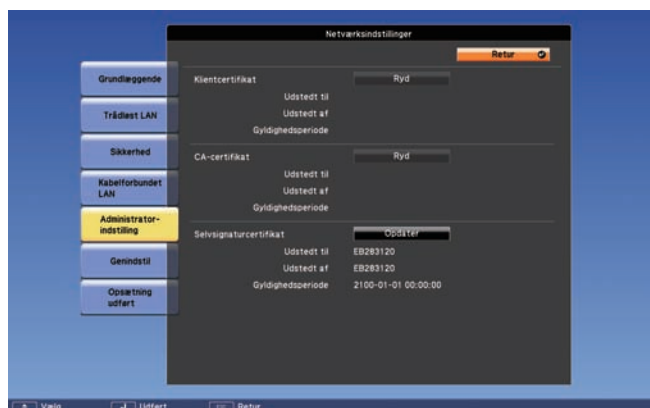 Netværksindstillinger
Retur
Grundlæggende
Trådløst LAN
Sikkerhed
Kabelforbundet
LAN
Administrator-
indstilling
Genindstil
Opsætning
udført
Klientcertifikat Ryd
Udstedt til
Udstedt af
Gyldighedsperiode
CA-certifikat Ryd
Udstedt til
Udstedt af
Gyldighedsperiode
Selvsignaturcertifikat Opdater
Udstedt til EB283120
Udstedt af EB283120
Gyldighedsperiode 2100-01-01 00:00:00
Vælg Udført Retur